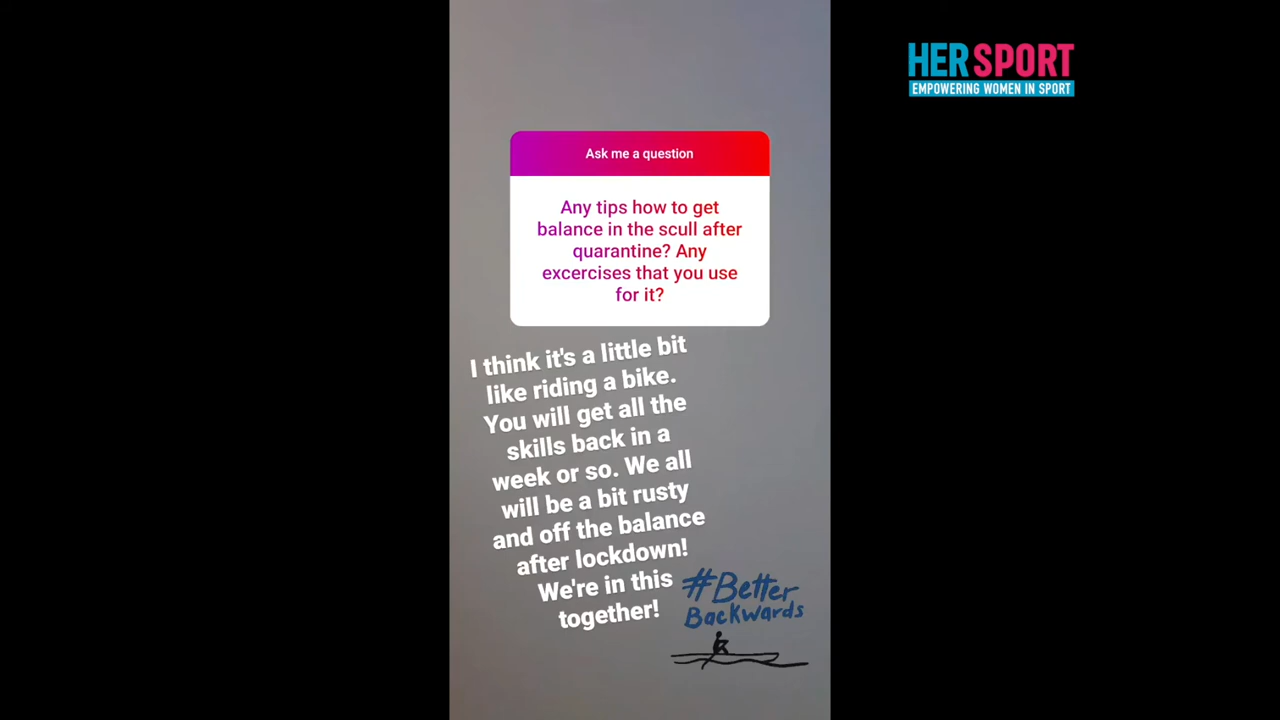 HER SPORT
EMPOWERING WOMEN IN SPORT
Ask me a question
Any tips how to get
balance in the scull after
quarantine? Any
excercises that you use
for it?
I think it's a little bit
like riding a bike.
You will get all the
skills back in a
week or so. We all
will be a bit rusty
and off the balance
after lockdown!
We're in this
together!
#Better
Backwards